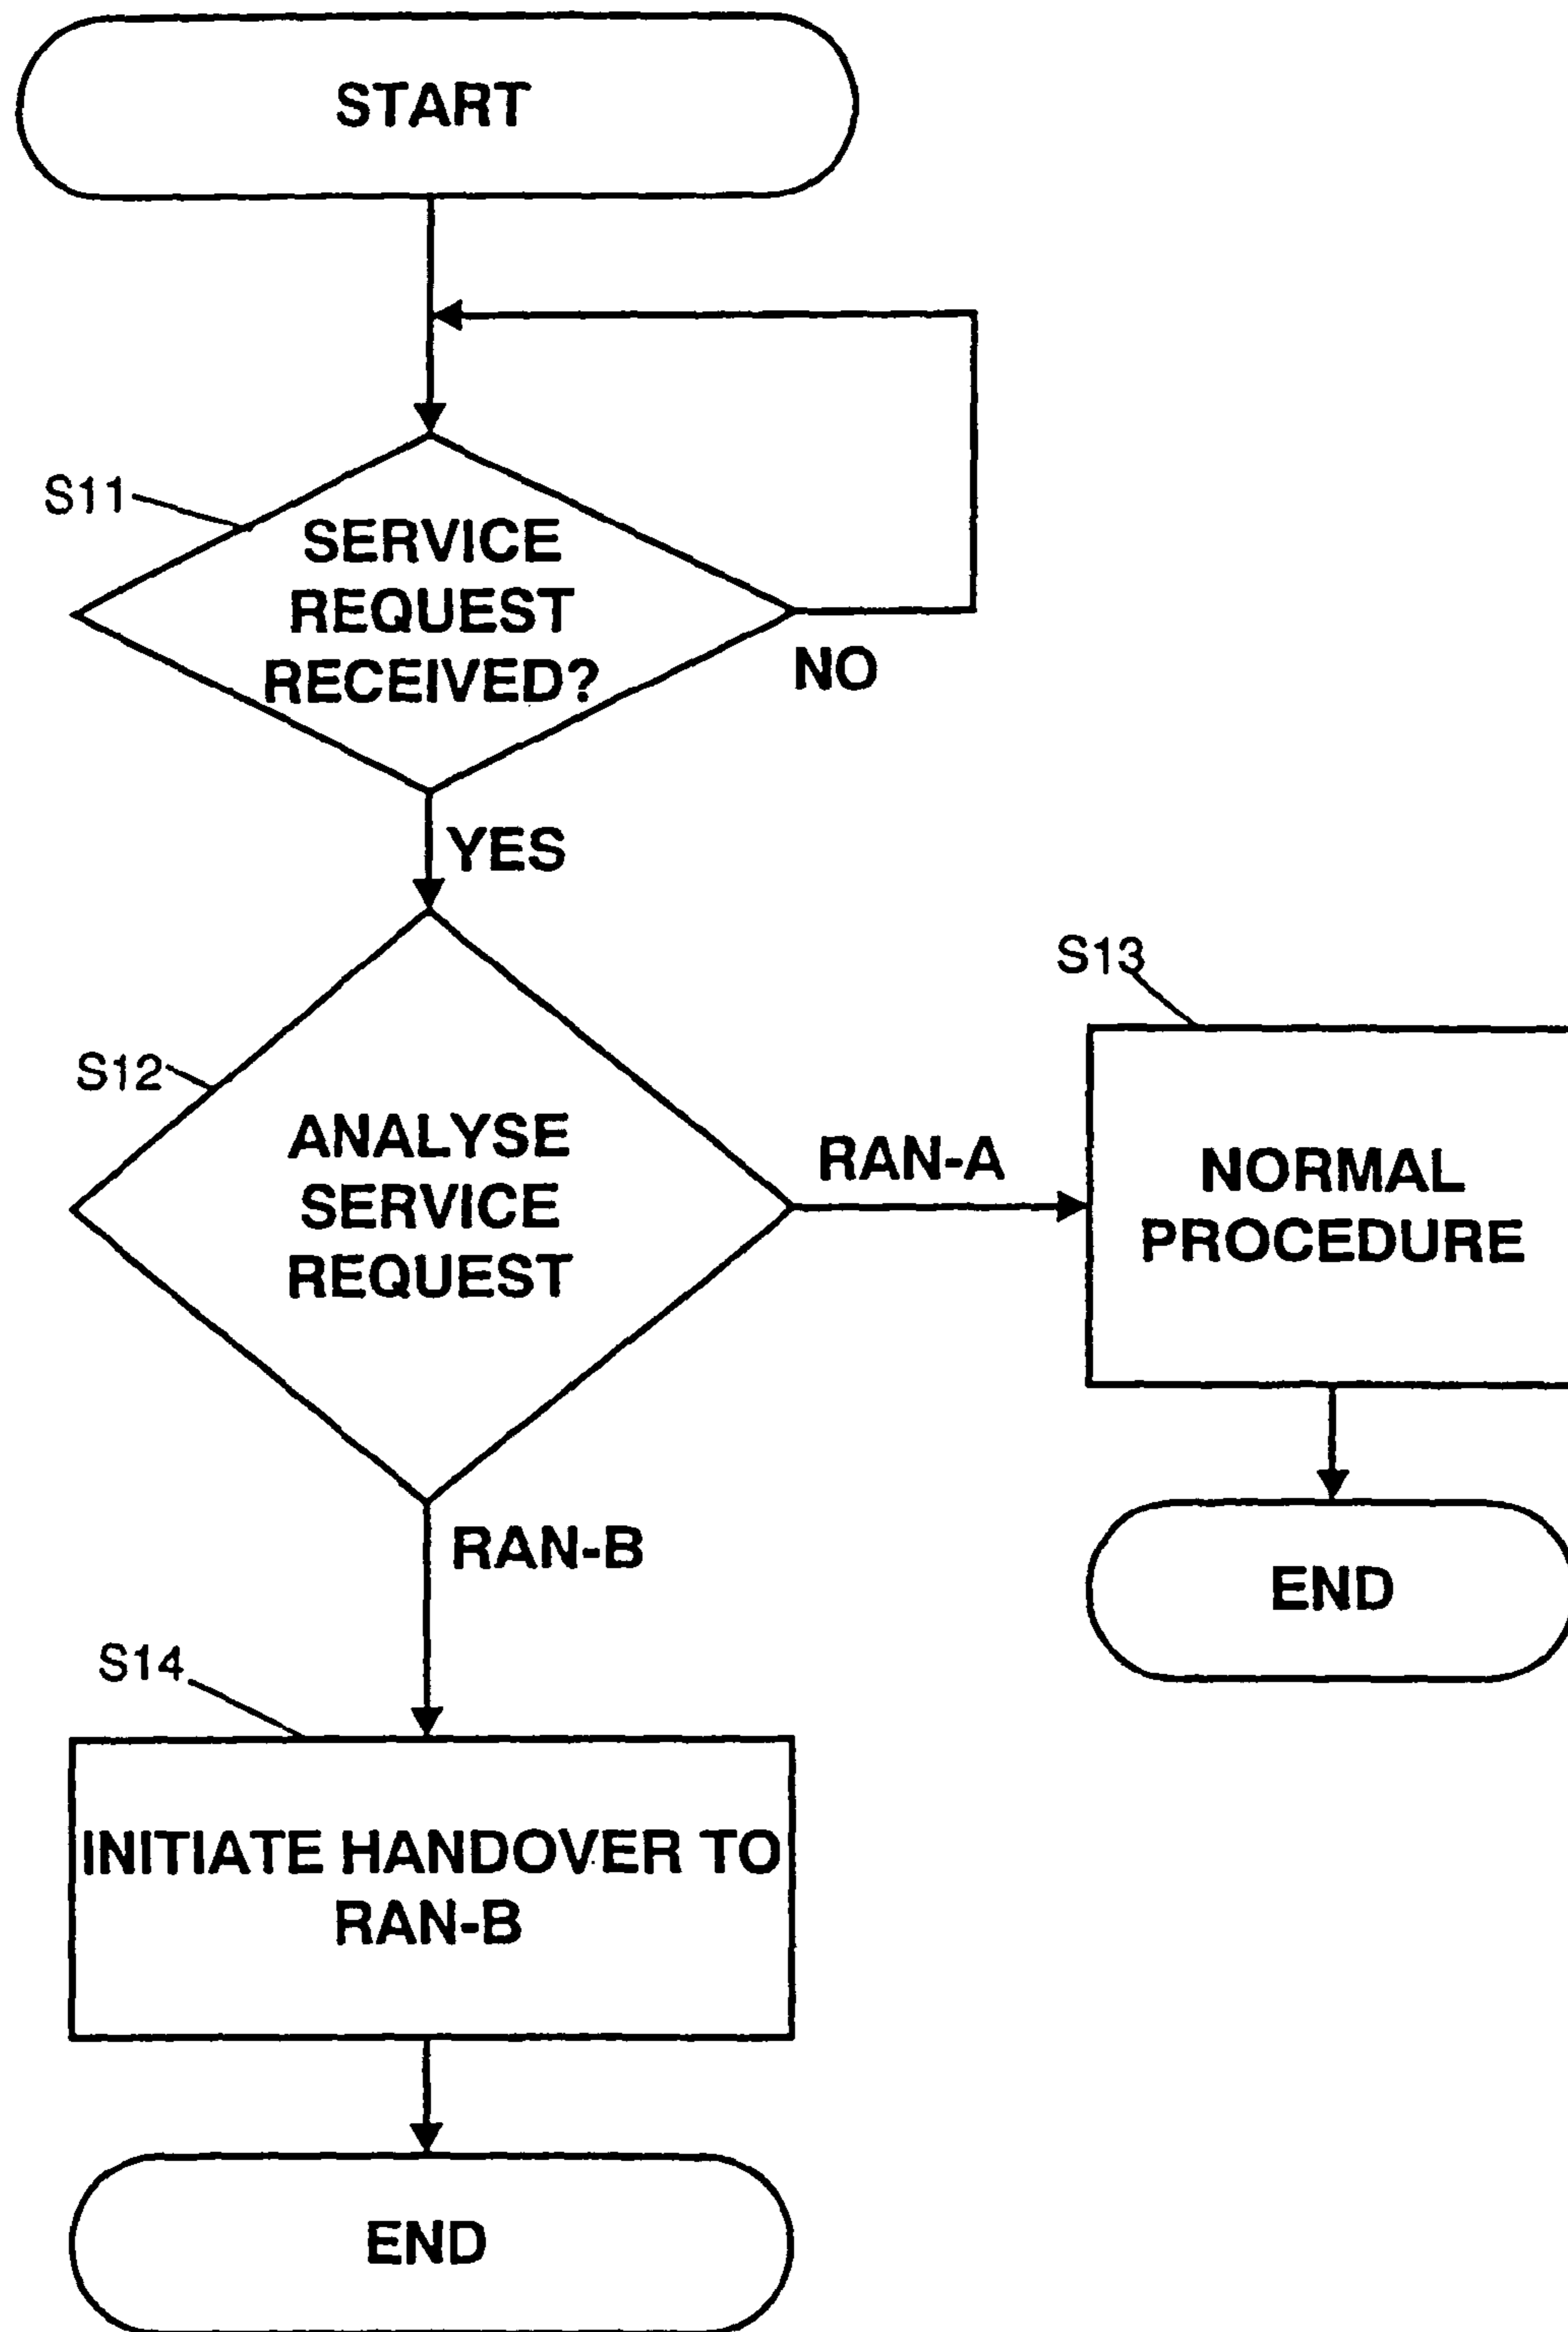 START
S11
SERVICE
REQUEST
RECEIVED?
NO
YES
S12
ANALYSE
SERVICE
REQUEST
RAN-A
S13
NORMAL
PROCEDURE
END
RAN-B
S14
INITIATE HANDOVER TO
RAN-B
END